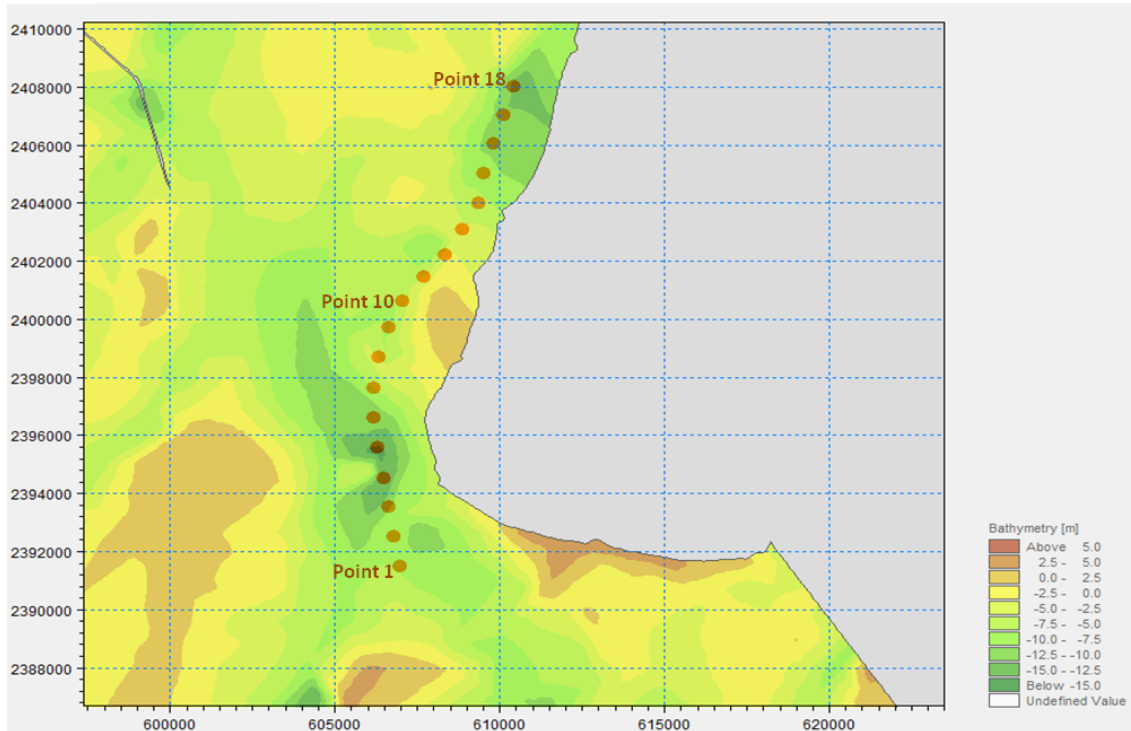 2410000
Point 18
2408000
2406000
2404000
2402000
Point 10
2400000
2398000
2396000
2394000
2392000
Point 1
2390000
2388000
600000 605000 610000 615000 620000
Bathymetry [m]
Above 5.0
2.5 - 5.0
0.0 - 2.5
-2.5 - 0.0
-5.0 - -2.5
-7.5 - -5.0
-10.0 - -7.5
-12.5 - -10.0
-15.0 - -12.5
Below -15.0
Undefined Value